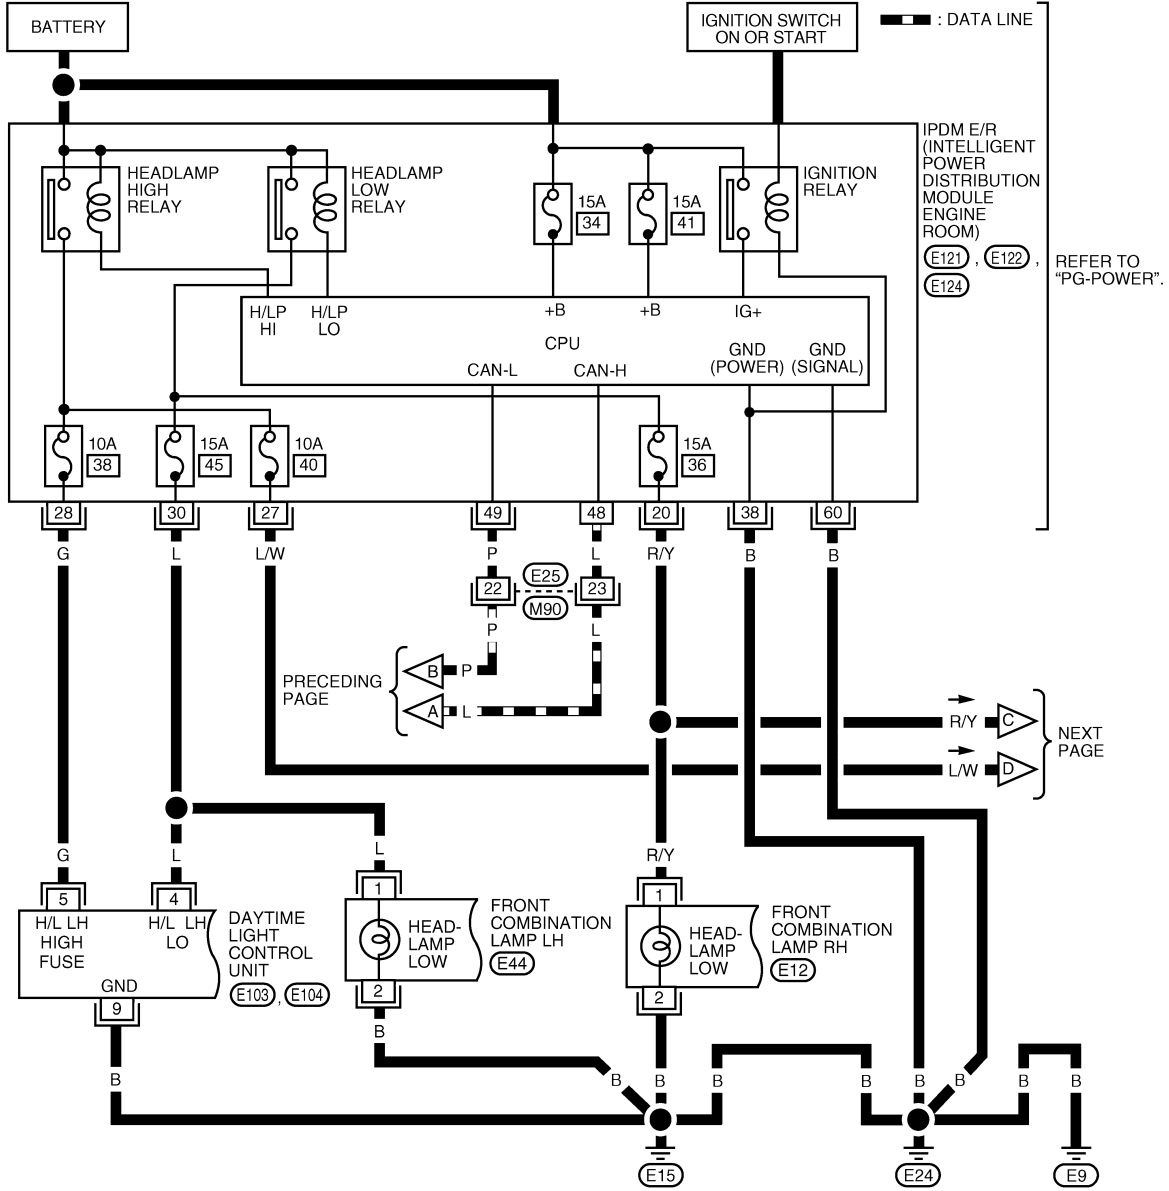 BATTERY
IGNITION SWITCH
ON OR START
: DATA LINE
HEADLAMP
HIGH
RELAY
HEADLAMP
LOW
RELAY
15A
34
15A
41
IGNITION
RELAY
IPDM E/R
(INTELLIGENT
POWER
DISTRIBUTION
MODULE
ENGINE
ROOM)
E121 , E122 ,
E124
REFER TO
“PG-POWER”.
H/LP
HI
H/LP
LO
+B
+B
IG+
CPU
CAN-L
CAN-H
GND
(POWER)
GND
(SIGNAL)
10A
38
15A
45
10A
40
15A
36
28
30
27
49
48
20
38
60
G
L
L/W
P
L
R/Y
B
B
22
E25
M90
23
P
L
PRECEDING
PAGE
B
P
A
L
R/Y
C
L/W
D
NEXT
PAGE
G
L
L
R/Y
5
4
1
1
H/L LH
HIGH
FUSE
H/L LH
LO
GND
9
DAYTIME
LIGHT
CONTROL
UNIT
E103 , E104
HEAD-
LAMP
LOW
2
FRONT
COMBINATION
LAMP LH
E44
HEAD-
LAMP
LOW
2
FRONT
COMBINATION
LAMP RH
E12
B
B
B
B
B
B
B
B
B
B
E15
E24
E9